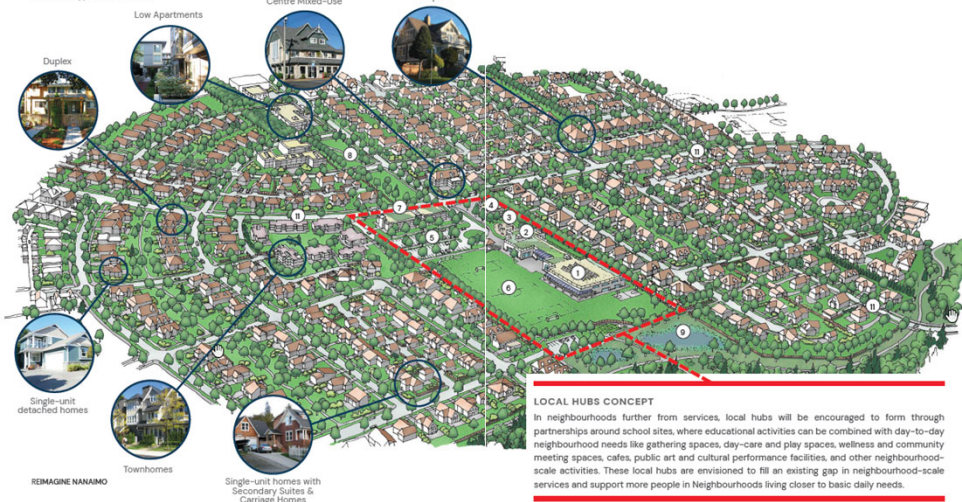 Low Apartments
Centre Mixed-Use
Duplex
8
11
7
4
3
11
2
5
1
6
11
9
Single-unit
detached homes
Townhomes
Single-unit homes with
Secondary Suites &
Carriage Homes
REIMAGINE NANAIMO
LOCAL HUBS CONCEPT
In neighbourhoods further from services, local hubs will be encouraged to form through
partnerships around school sites, where educational activities can be combined with day-to-day
neighbourhood needs like gathering spaces, day-care and play spaces, wellness and community
meeting spaces, cafes, public art and cultural performance facilities, and other neighbourhood-
scale activities. These local hubs are envisioned to fill an existing gap in neighbourhood-scale
services and support more people in Neighbourhoods living closer to basic daily needs.